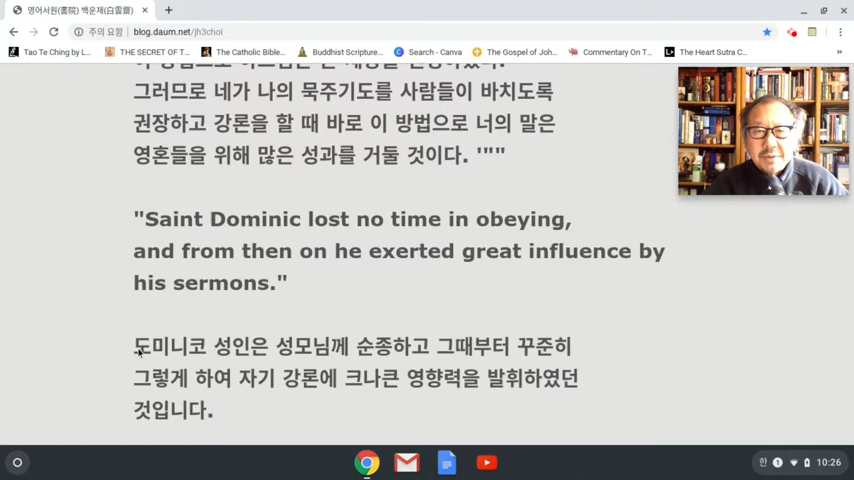 영어서원(書院) 백운재(白雲齋)
주의 요함
blog.daum.net/jh3choi
Tao Te Ching by L...
THE SECRET OF T...
The Catholic Bible...
Buddhist Scripture...
Search - Canva
The Gospel of Joh...
Commentary On T...
The Heart Sutra C...
그러므로 네가 나의 묵주기도를 사람들이 바치도록
권장하고 강론을 할 때 바로 이 방법으로 너의 말은
영혼들을 위해 많은 성과를 거둘 것이다. '""
"Saint Dominic lost no time in obeying,
and from then on he exerted great influence by
his sermons."
도미니코 성인은 성모님께 순종하고 그때부터 꾸준히
그렇게 하여 자기 강론에 크나큰 영향력을 발휘하였던
것입니다.
한
1
10:26